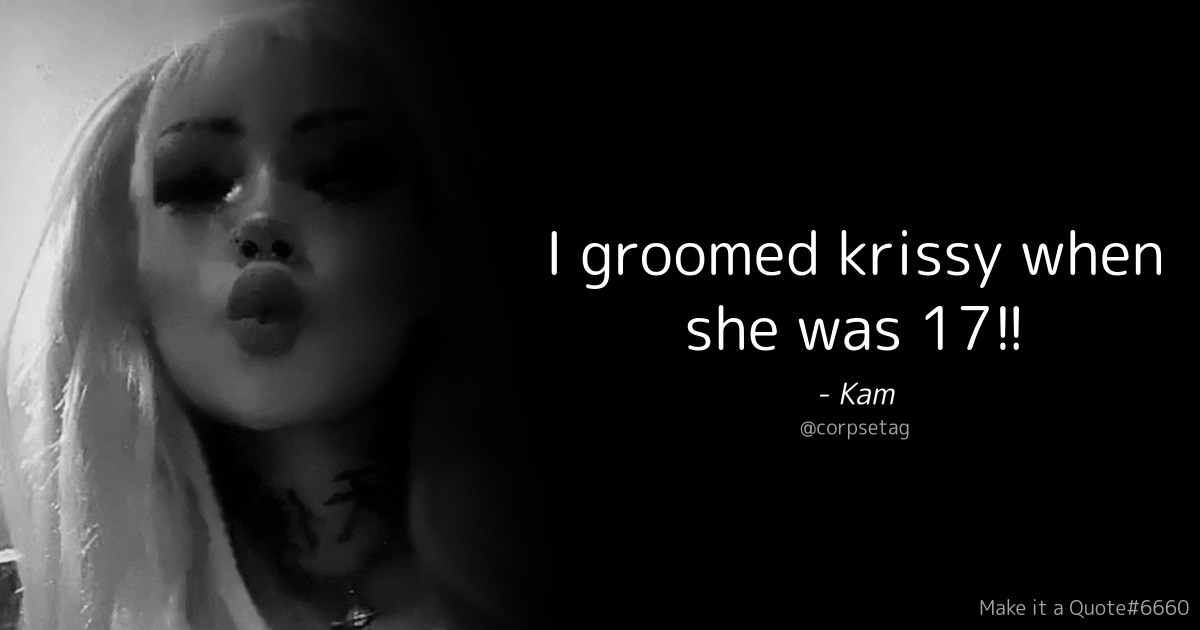 I groomed krissy when
she was 17!!
- Kam
@corpsetag
Make it a Quote#6660